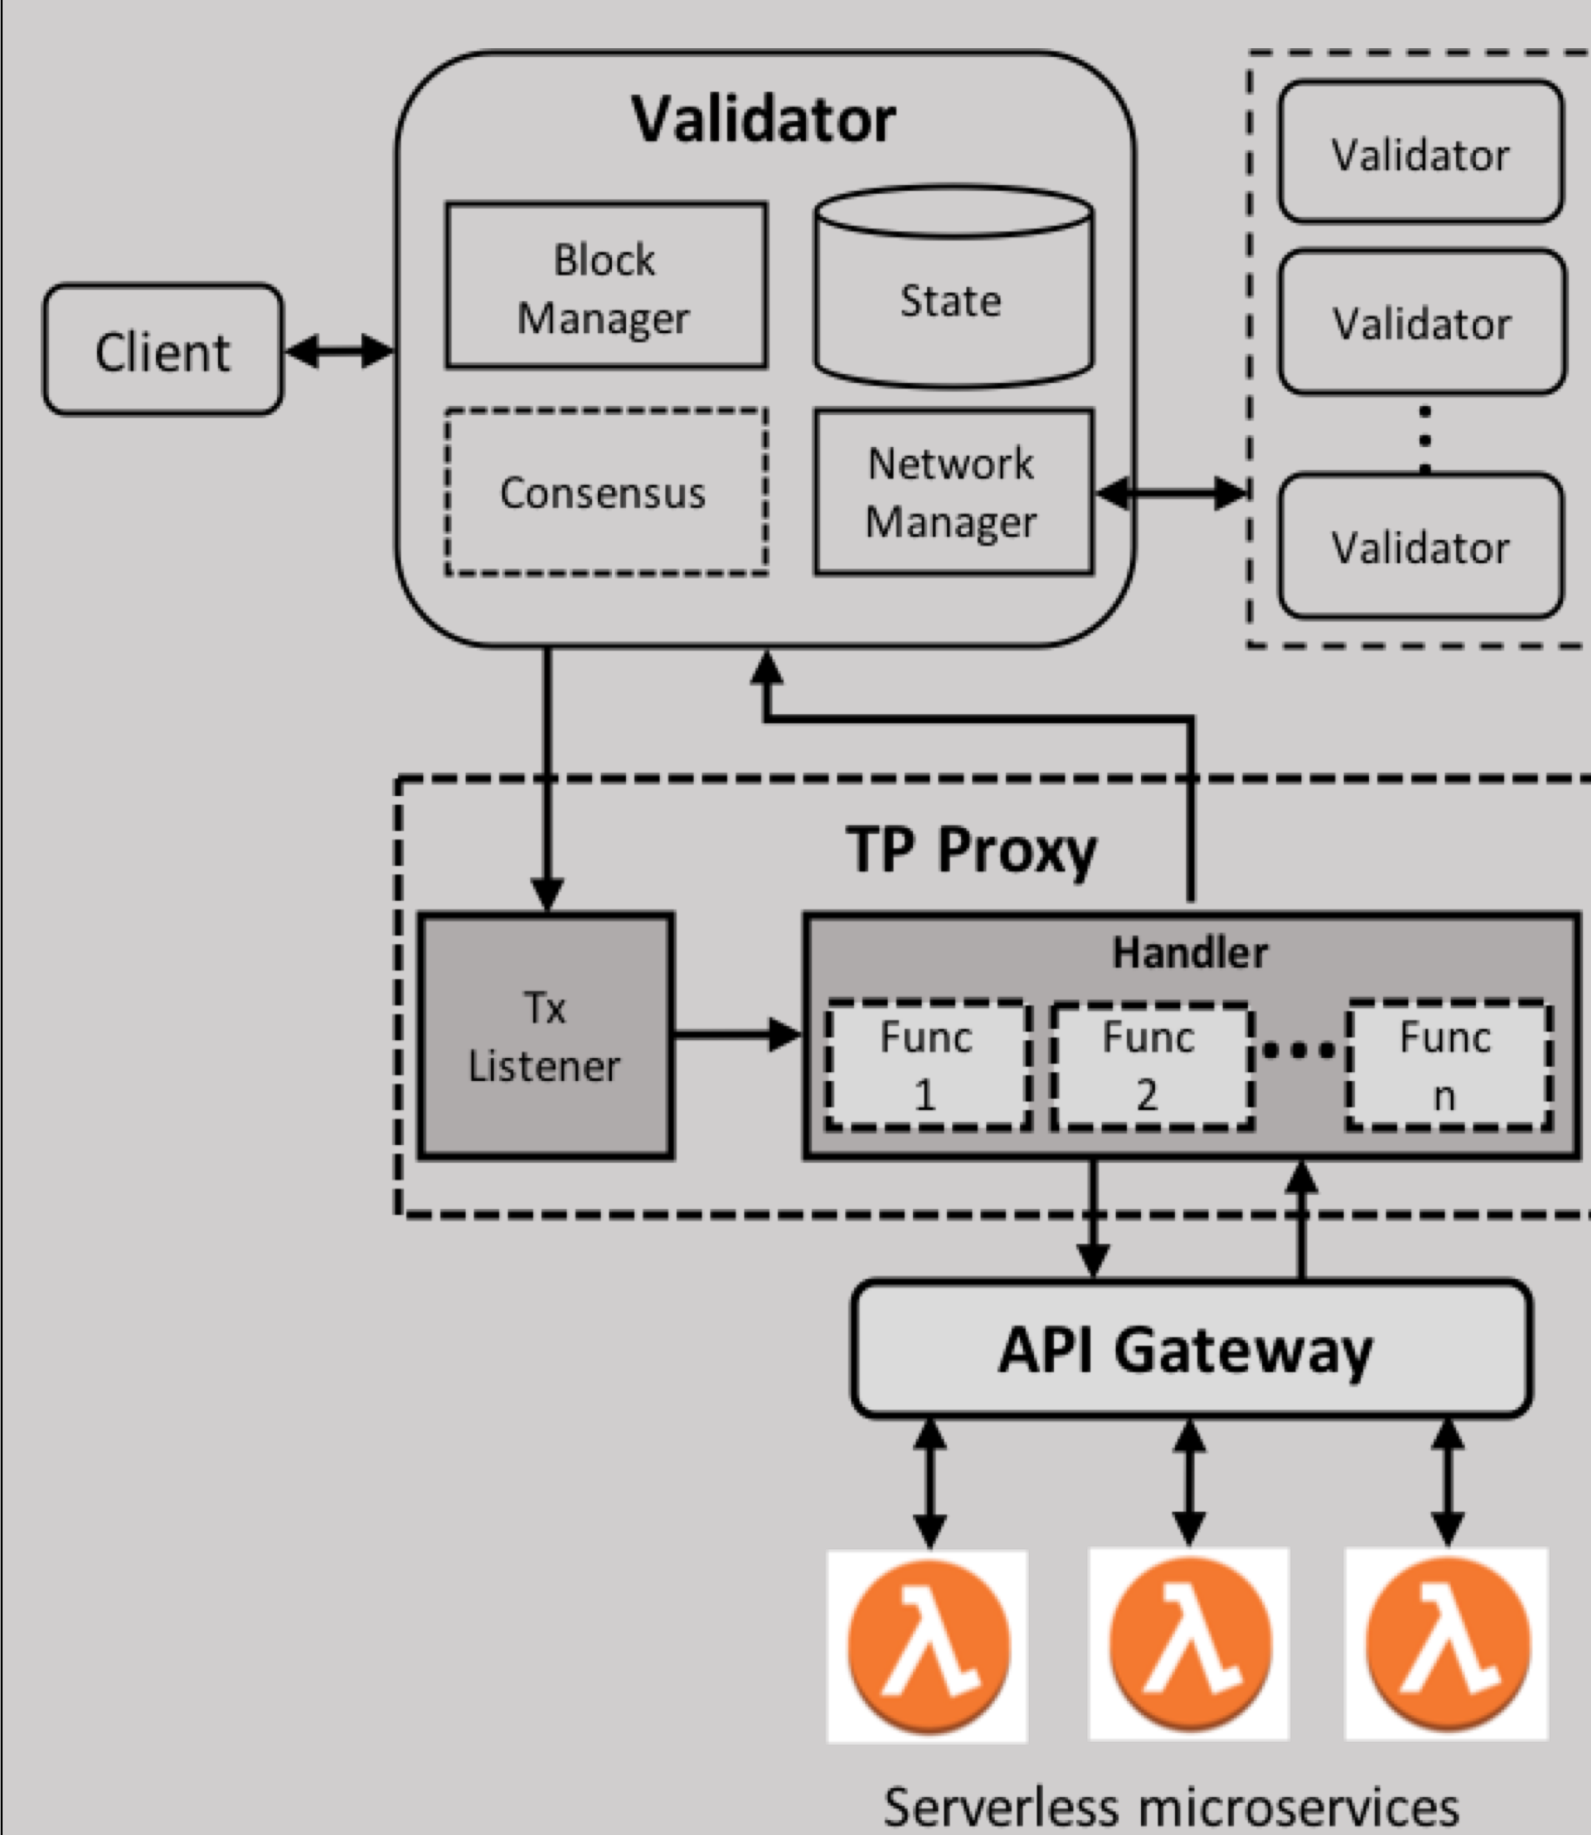 Validator
Block
Manager
State
Client
Consensus
Network
Manager
Validator
Validator
Validator
TP Proxy
Tx
Listener
Handler
Func
1
Func
2
Func
n
API Gateway
λ
λ
λ
Serverless microservices